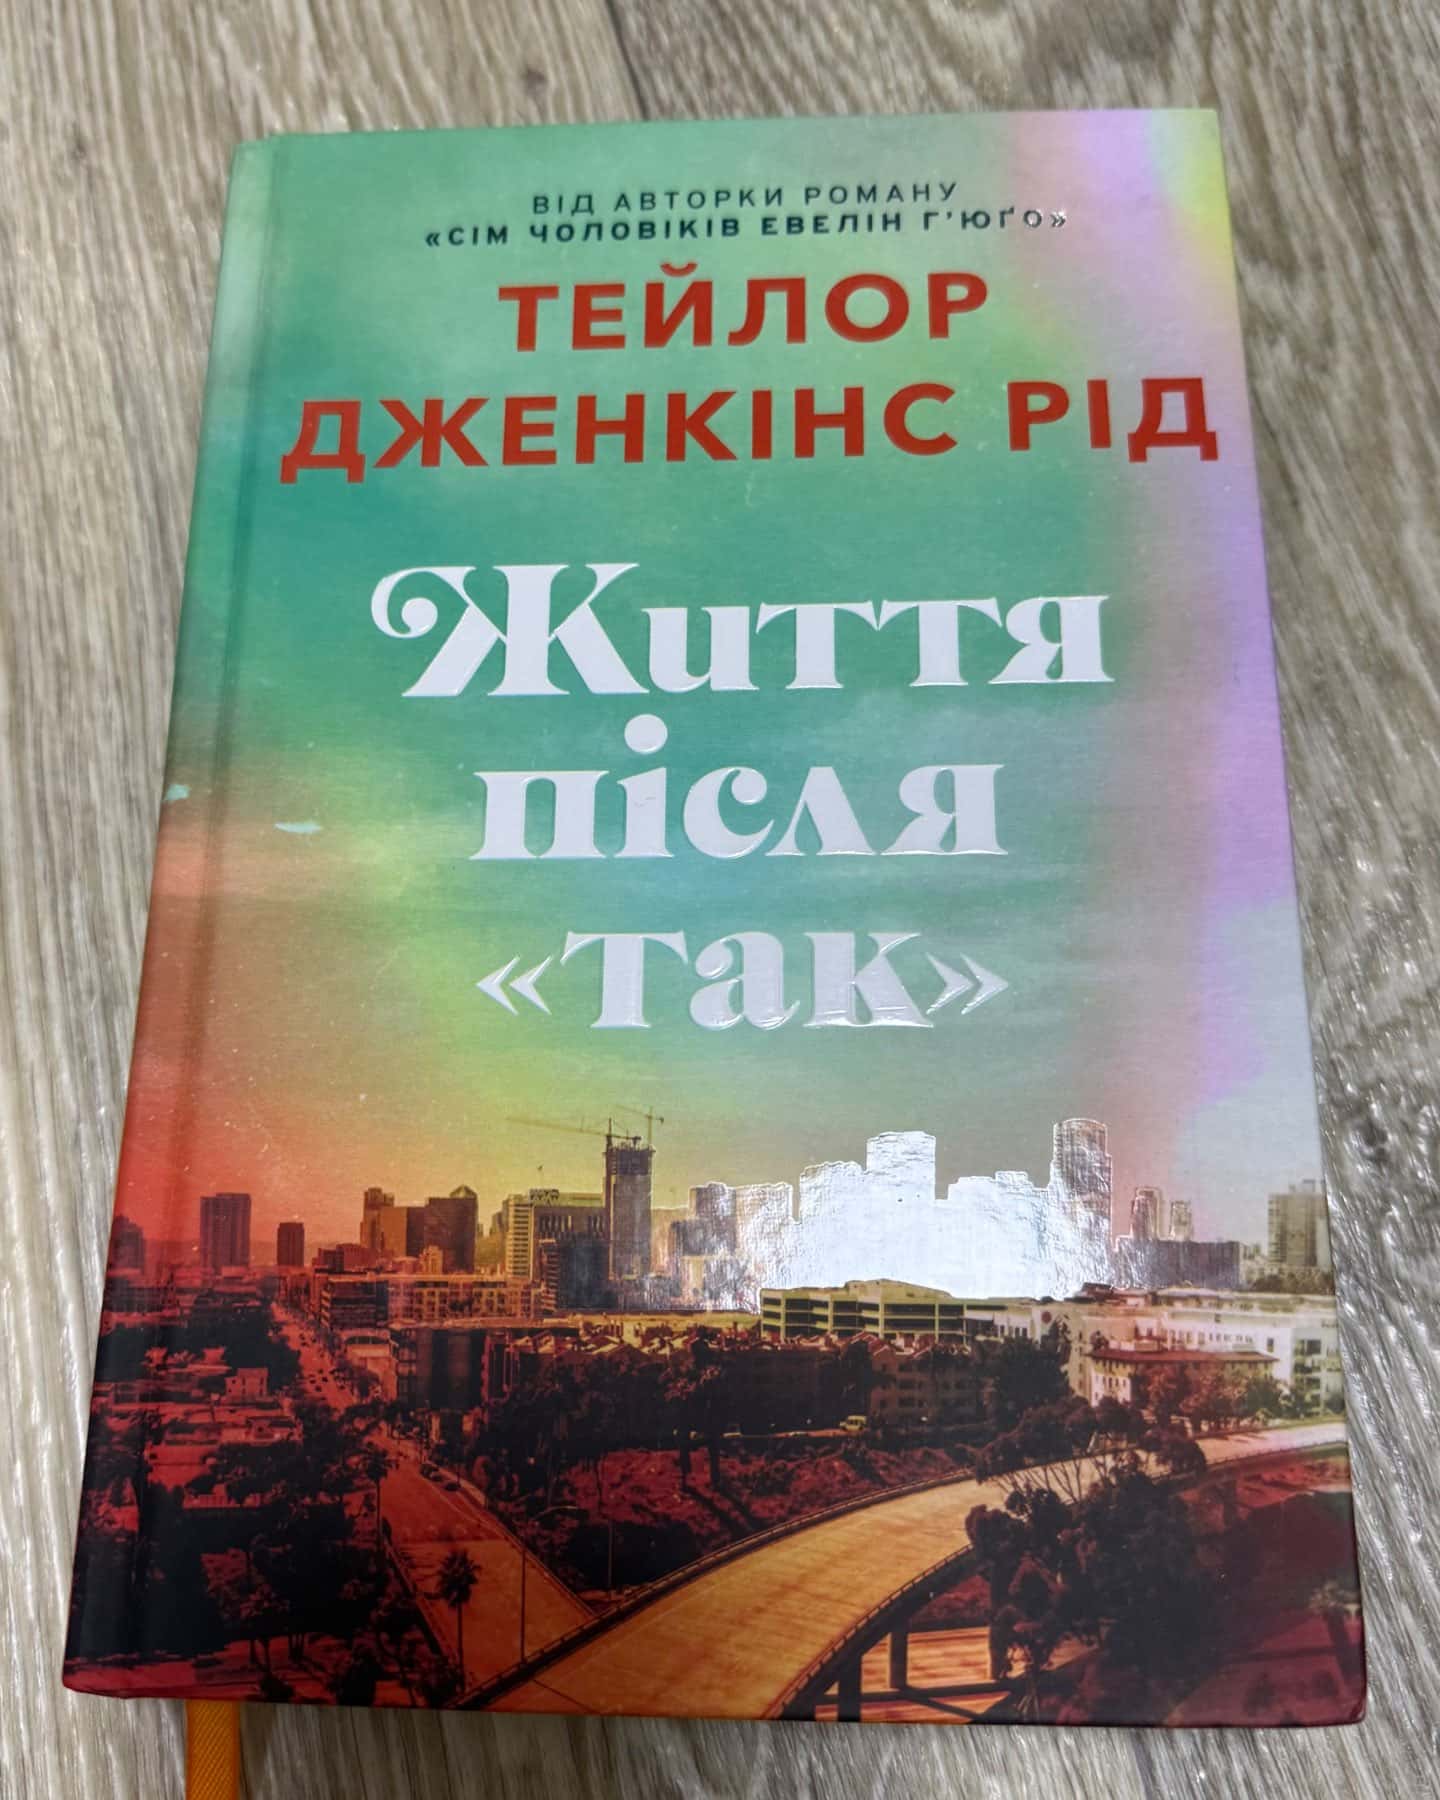 ВІД АВТОРКИ РОМАНУ
«СІМ ЧОЛОВІКІВ ЕВЕЛІН Г'ЮҐО»
ТЕЙЛОР
ДЖЕНКІНС РІД
Життя
після
«так»